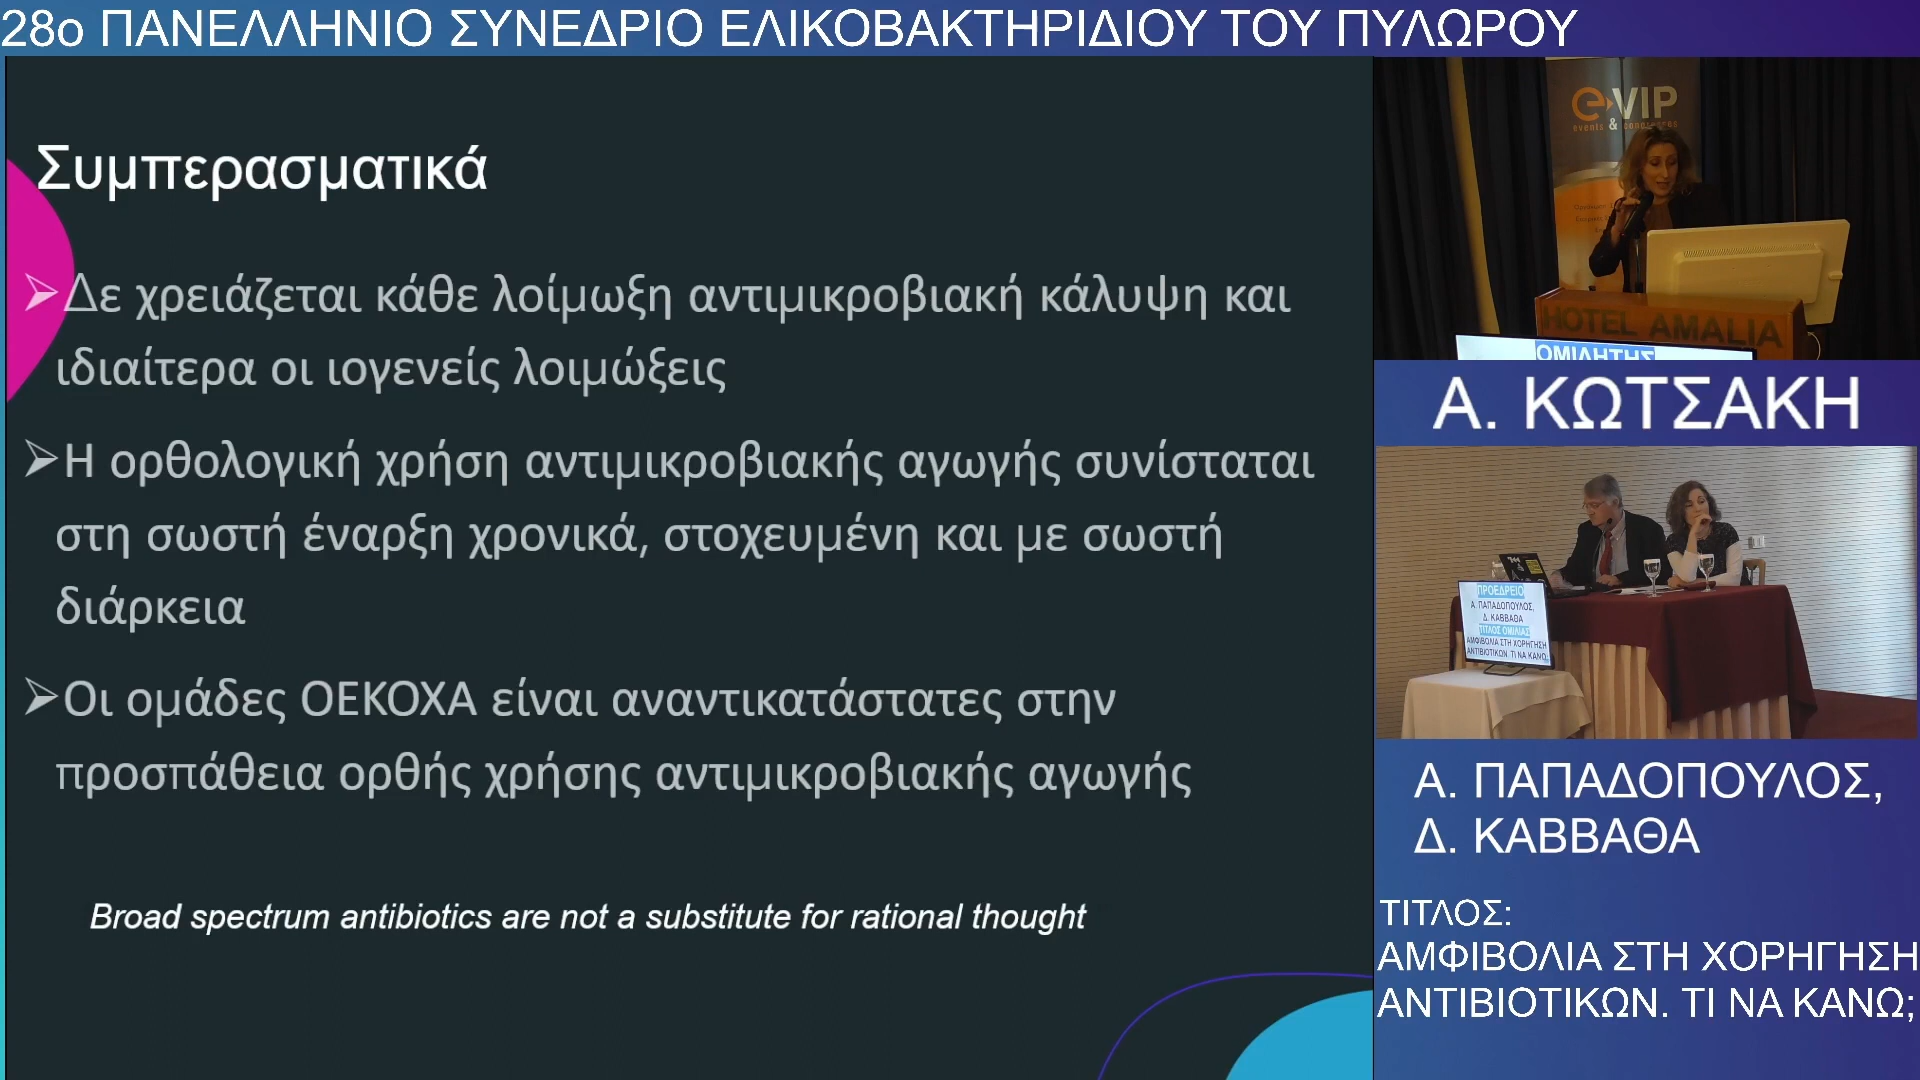 28ο ΠΑΝΕΛΛΗΝΙΟ ΣΥΝΕΔΡΙΟ ΕΛΙΚΟΒΑΚΤΗΡΙΔΙΟΥ ΤΟΥ ΠΥΛΩΡΟΥ
Συμπερασματικά
➢Δε χρειάζεται κάθε λοίμωξη αντιμικροβιακή κάλυψη και
ιδιαίτερα οι ιογενείς λοιμώξεις
➢Η ορθολογική χρήση αντιμικροβιακής αγωγής συνίσταται
στη σωστή έναρξη χρονικά, στοχευμένη και με σωστή
διάρκεια
➢Οι ομάδες ΟΕΚΟΧΑ είναι αναντικατάστατες στην
προσπάθεια ορθής χρήσης αντιμικροβιακής αγωγής
Broad spectrum antibiotics are not a substitute for rational thought
e-VIP
events & congresses
HOTEL AMALIA
ΟΜΙΛΗΤΗΣ
Α. ΚΩΤΣΑΚΗ
ΠΡΟΕΔΡΕΙΟ
Α. ΠΑΠΑΔΟΠΟΥΛΟΣ,
Δ. ΚΑΒΒΑΘΑ
ΤΙΤΛΟΣ ΟΜΙΛΙΑΣ
ΑΜΦΙΒΟΛΙΑ ΣΤΗ ΧΟΡΗΓΗΣΗ
ΑΝΤΙΒΙΟΤΙΚΩΝ. ΤΙ ΝΑ ΚΑΝΩ;
Α. ΠΑΠΑΔΟΠΟΥΛΟΣ,
Δ. ΚΑΒΒΑΘΑ
ΤΙΤΛΟΣ:
ΑΜΦΙΒΟΛΙΑ ΣΤΗ ΧΟΡΗΓΗΣΗ
ΑΝΤΙΒΙΟΤΙΚΩΝ. ΤΙ ΝΑ ΚΑΝΩ;